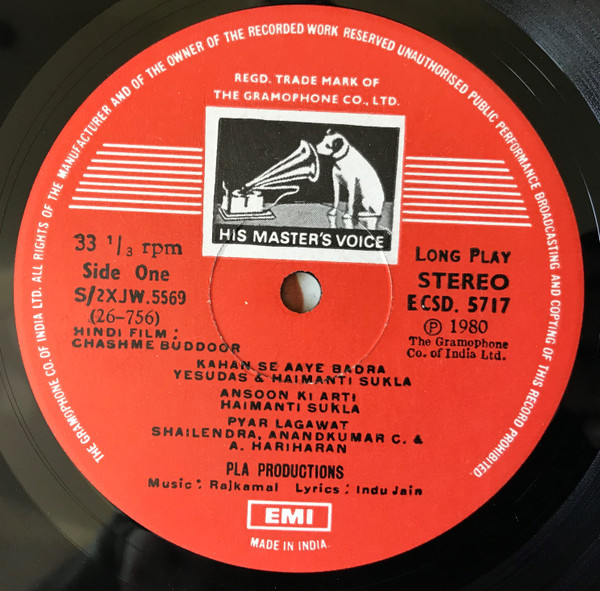 THE GRAMOPHONE CO. OF INDIA LTD. ALL RIGHTS OF THE MANUFACTURER AND OF THE OWNER OF THE RECORDED WORK RESERVED UNAUTHORISED PUBLIC PERFORMANCE BROADCASTING AND COPYING OF THIS RECORD PROHIBITED.
REGD. TRADE MARK OF
THE GRAMOPHONE CO., LTD.
HIS MASTER'S VOICE
33 1/3 rpm
Side One
S/2XJW.5569
(26-756)
HINDI FILM :
CHASHME BUDDOOR
LONG PLAY
STEREO
ECSD. 5717
℗ 1980
The Gramophone
Co. of India Ltd.
KAHAN SE AAYE BADRA
YESUDAS & HAIMANTI SUKLA
ANSOON KI ARTI
HAIMANTI SUKLA
PYAR LAGAWAT
SHAILENDRA, ANANDKUMAR C. &
A. HARIHARAN
PLA PRODUCTIONS
Music : Rajkamal Lyrics : Indu Jain
EMI
MADE IN INDIA